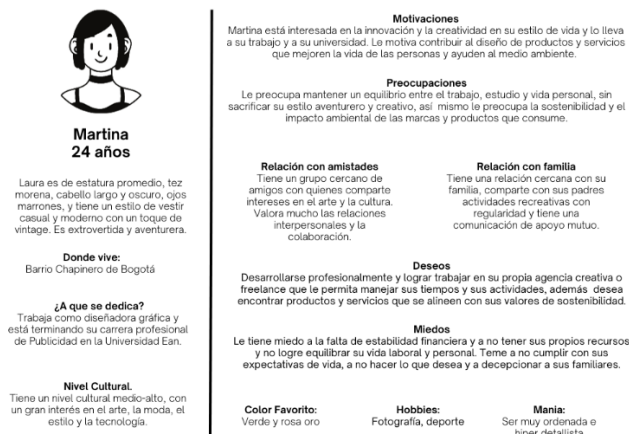 Martina
24 años
Laura es de estatura promedio, tez
morena, cabello largo y oscuro, ojos
marrones, y tiene un estilo de vestir
casual y moderno con un toque de
vintage. Es extrovertida y aventurera.
Donde vive:
Barrio Chapinero de Bogotá
¿A que se dedica?
Trabaja como diseñadora gráfica y
está terminando su carrera profesional
de Publicidad en la Universidad Ean.
Nivel Cultural.
Tiene un nivel cultural medio-alto, con
un gran interés en el arte, la moda, el
estilo y la tecnología.
Motivaciones
Martina está interesada en la innovación y la creatividad en su estilo de vida y lo lleva
a su trabajo y a su universidad. Le motiva contribuir al diseño de productos y servicios
que mejoren la vida de las personas y ayuden al medio ambiente.
Preocupaciones
Le preocupa mantener un equilibrio entre el trabajo, estudio y vida personal, sin
sacrificar su estilo aventurero y creativo, así mismo le preocupa la sostenibilidad y el
impacto ambiental de las marcas y productos que consume.
Relación con amistades
Tiene un grupo cercano de
amigos con quienes comparte
intereses en el arte y la cultura.
Valora mucho las relaciones
interpersonales y la
colaboración.
Relación con familia
Tiene una relación cercana con su
familia, comparte con sus padres
actividades recreativas con
regularidad y tiene una
comunicación de apoyo mutuo.
Deseos
Desarrollarse profesionalmente y lograr trabajar en su propia agencia creativa o
freelance que le permita manejar sus tiempos y sus actividades, además desea
encontrar productos y servicios que se alineen con sus valores de sostenibilidad.
Miedos
Le tiene miedo a la falta de estabilidad financiera y a no tener sus propios recursos
y no logre equilibrar su vida laboral y personal. Teme a no cumplir con sus
expectativas de vida, a no hacer lo que desea y a decepcionar a sus familiares.
Color Favorito:
Verde y rosa oro
Hobbies:
Fotografía, deporte
Mania:
Ser muy ordenada e
hiper detallista